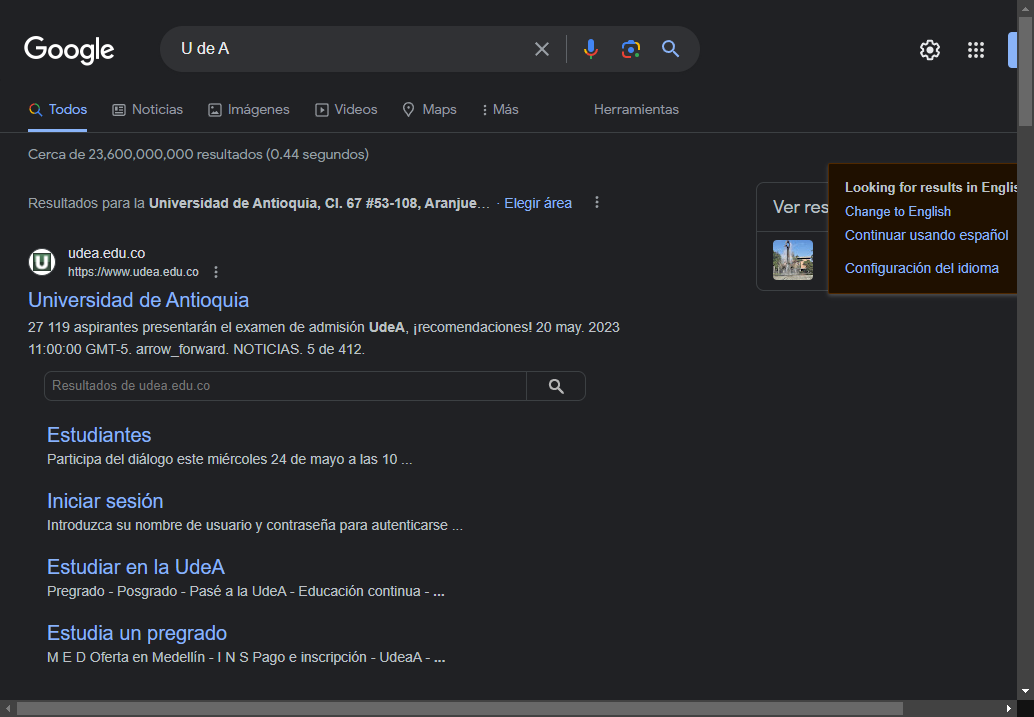 Google
U de A
Todos
Noticias
Imágenes
Videos
Maps
Más
Herramientas
Cerca de 23,600,000,000 resultados (0.44 segundos)
Resultados para la Universidad de Antioquia, Cl. 67 #53-108, Aranjue... · Elegir área
udea.edu.co
https://www.udea.edu.co
Universidad de Antioquia
27 119 aspirantes presentarán el examen de admisión UdeA, ¡recomendaciones! 20 may. 2023
11:00:00 GMT-5. arrow_forward. NOTICIAS. 5 de 412.
Resultados de udea.edu.co
Estudiantes
Participa del diálogo este miércoles 24 de mayo a las 10 ...
Iniciar sesión
Introduzca su nombre de usuario y contraseña para autenticarse ...
Estudiar en la UdeA
Pregrado - Posgrado - Pasé a la UdeA - Educación continua - ...
Estudia un pregrado
M E D Oferta en Medellín - I N S Pago e inscripción - UdeaA - ...
Ver res
Looking for results in Englis
Change to English
Continuar usando español
Configuración del idioma